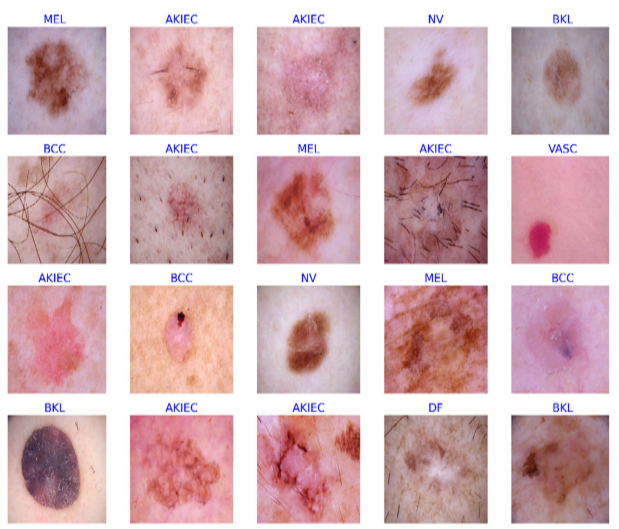 MEL AKIEC AKIEC NV BKL
BCC AKIEC MEL AKIEC VASC
AKIEC BCC NV MEL BCC
BKL AKIEC AKIEC DF BKL